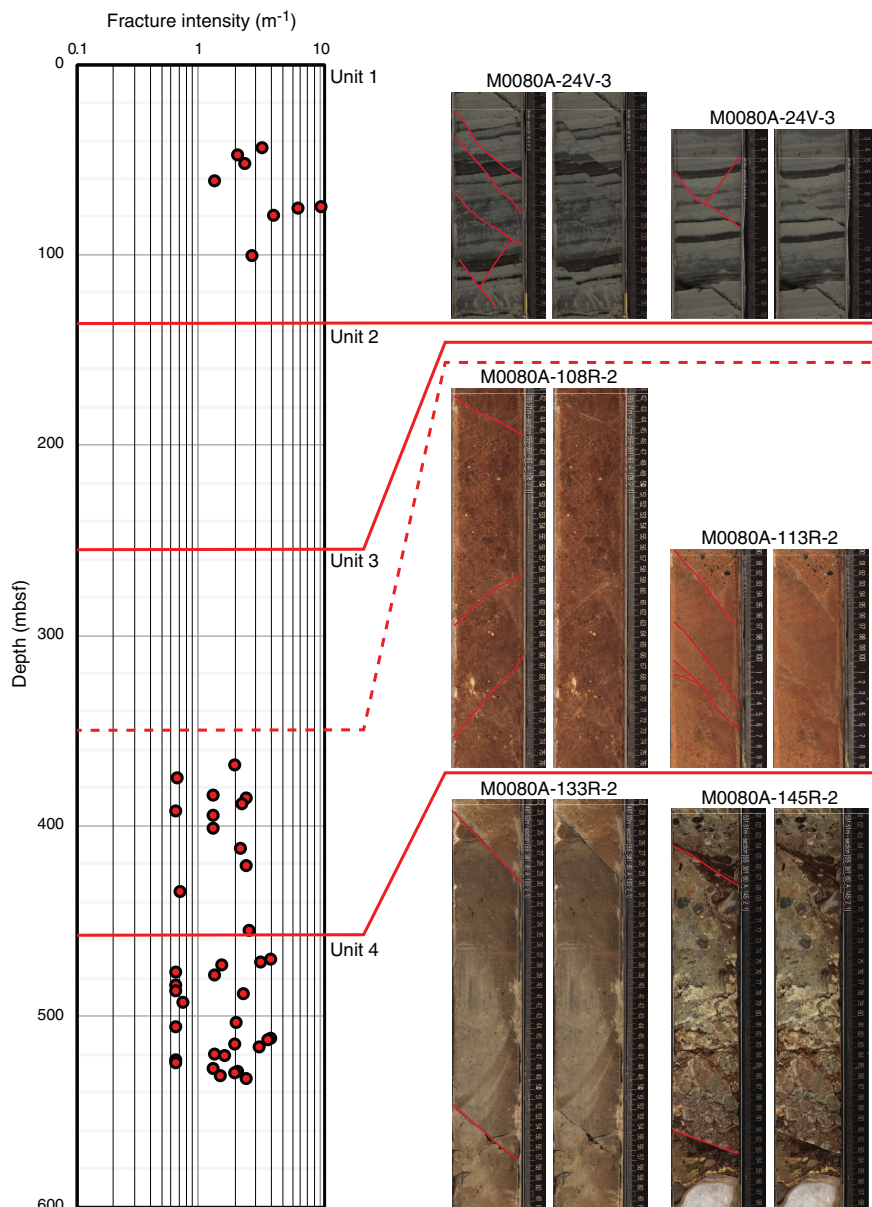 Fracture intensity (m-1)
0.1 1 10
0
Unit 1
M0080A-24V-3
M0080A-24V-3
100
Unit 2
M0080A-108R-2
200
Unit 3
M0080A-113R-2
300
Depth (mbsf)
400
M0080A-133R-2
M0080A-145R-2
Unit 4
500
600